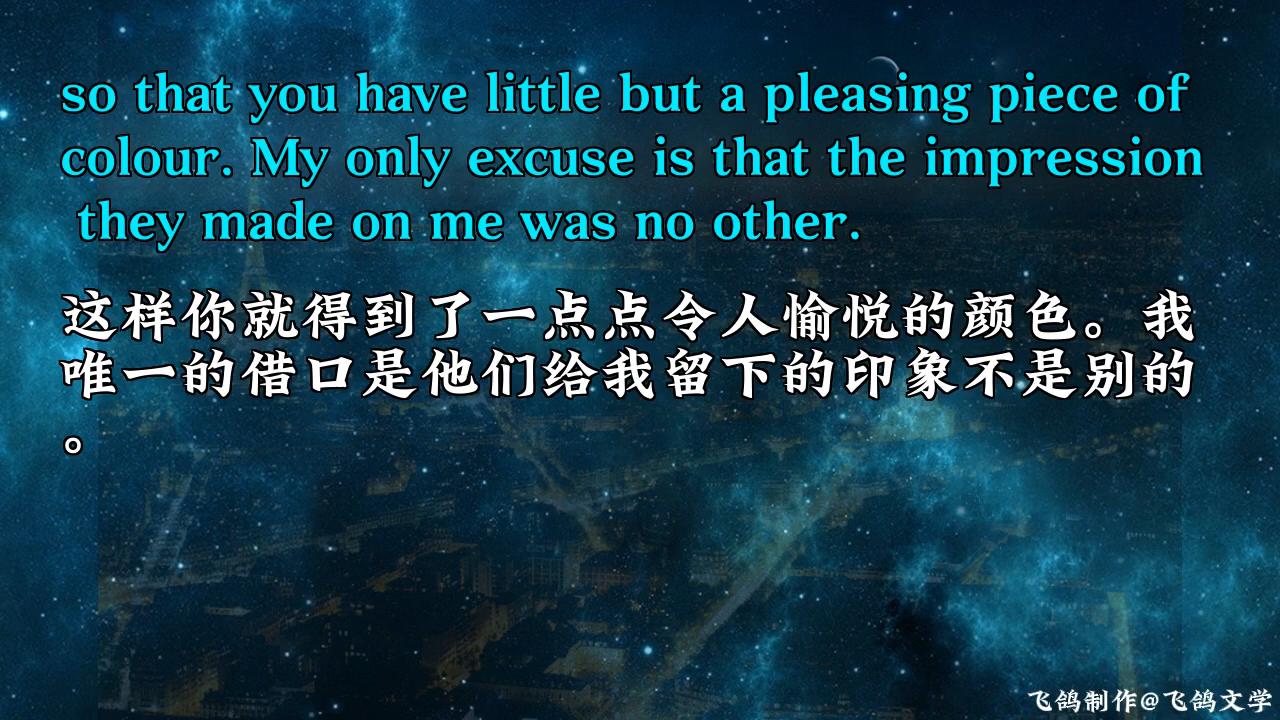 so that you have little but a pleasing piece of
colour. My only excuse is that the impression
they made on me was no other.
这样你就得到了一点点令人愉悦的颜色。我
唯一的借口是他们给我留下的印象不是别的
。
飞鸽制作@飞鸽文学